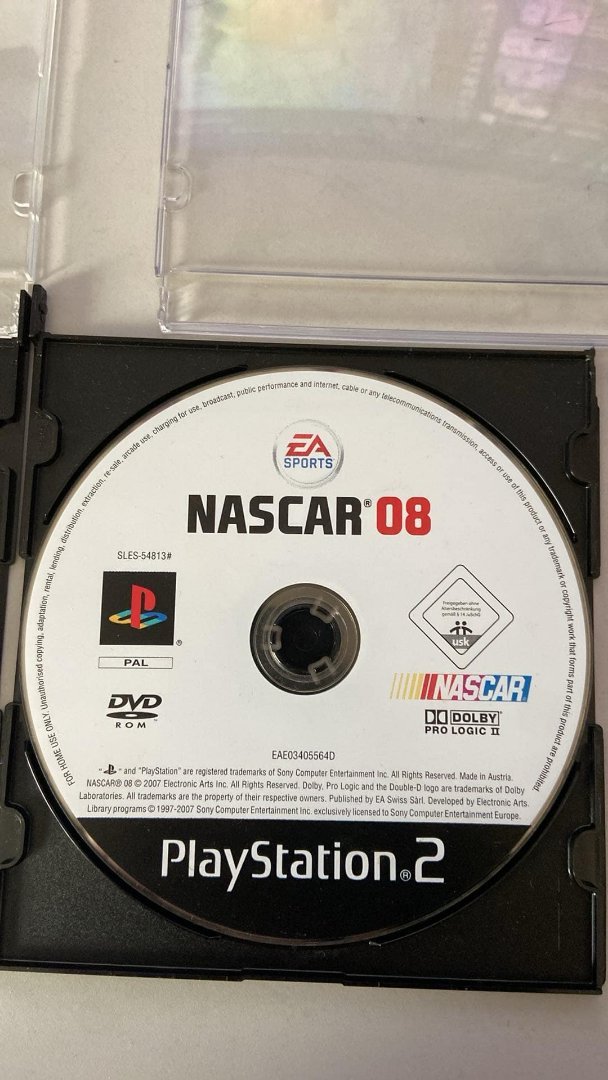 FOR HOME USE ONLY. Unauthorised copying, adaptation, rental, lending, distribution, extraction, re-sale, arcade use, charging for use, broadcast, public performance and internet, cable or any telecommunications transmission, access or use of this product or any trademark or copyright work that forms part of this product are prohibited.
EA
SPORTS
NASCAR® 08
SLES-54813#
®
PAL
DVD
ROM
Freigegeben ohne
Altersbeschränkung
gemäß § 14 JuSchG
usk
NASCAR
DOLBY
PRO LOGIC II
EAE03405564D
" " and "PlayStation" are registered trademarks of Sony Computer Entertainment Inc. All Rights Reserved. Made in Austria.
NASCAR® 08 © 2007 Electronic Arts Inc. All Rights Reserved. Dolby, Pro Logic and the Double-D logo are trademarks of Dolby
Laboratories. All trademarks are the property of their respective owners. Published by EA Swiss Sàrl. Developed by Electronic Arts.
Library programs © 1997-2007 Sony Computer Entertainment Inc. exclusively licensed to Sony Computer Entertainment Europe.
PlayStation®2